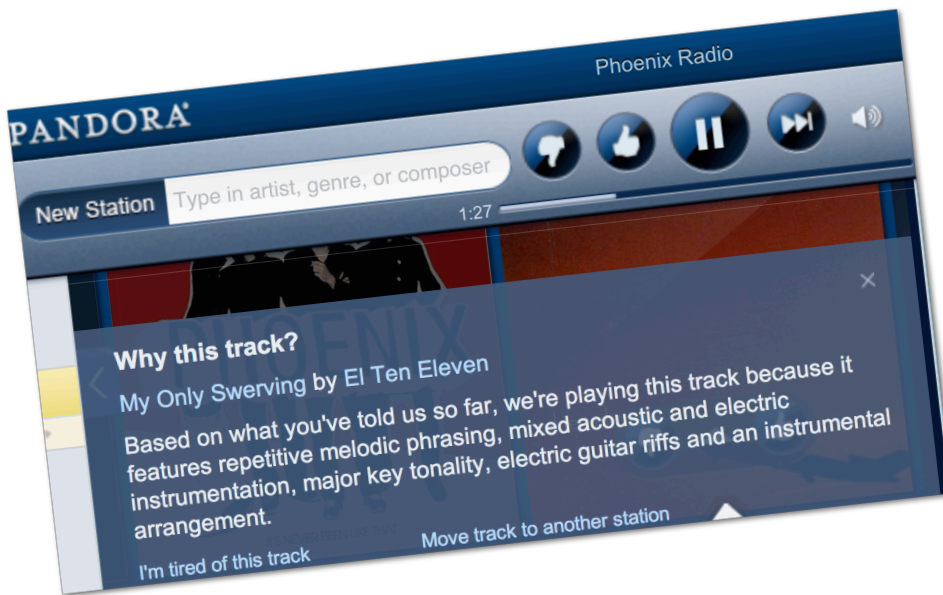 PANDORA
Phoenix Radio
New Station
Type in artist, genre, or composer
1:27
PHOENIX
Why this track?
My Only Swerving by El Ten Eleven
Based on what you've told us so far, we're playing this track because it
features repetitive melodic phrasing, mixed acoustic and electric
instrumentation, major key tonality, electric guitar riffs and an instrumental
arrangement.
I'm tired of this track
Move track to another station